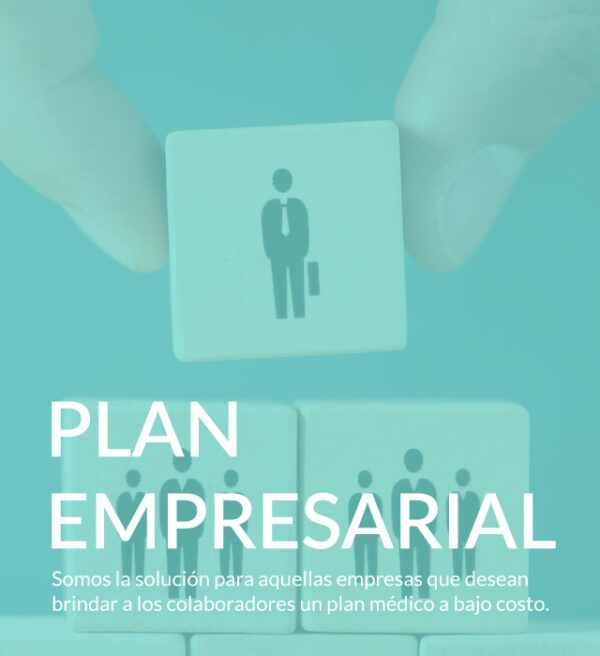 PLAN
EMPRESARIAL
Somos la solución para aquellas empresas que desean
brindar a los colaboradores un plan médico a bajo costo.